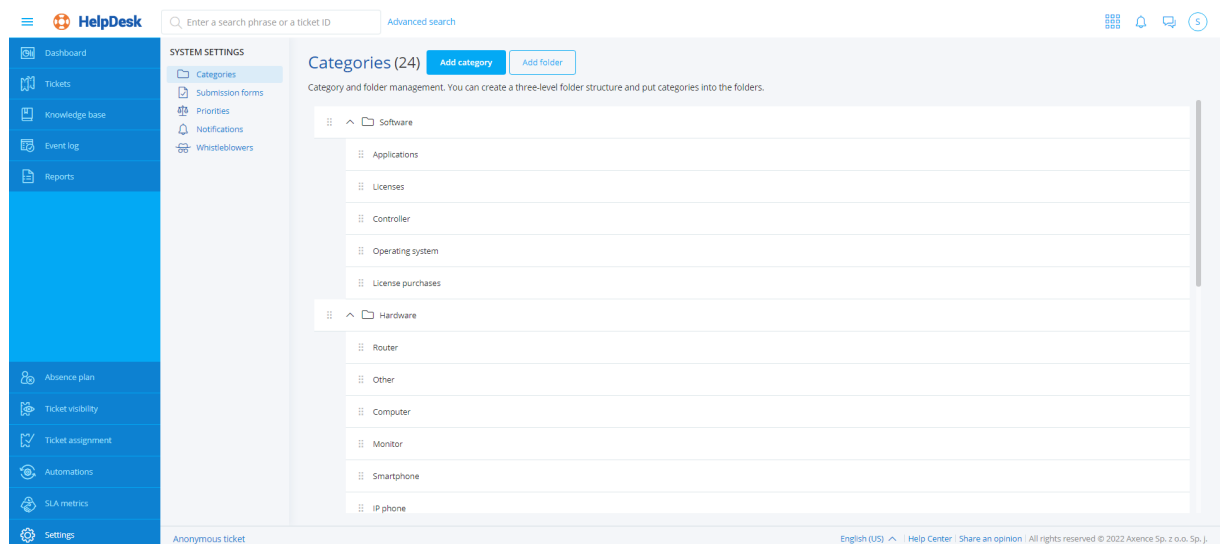 HelpDesk
Enter a search phrase or a ticket ID
Advanced search
S
Dashboard
Tickets
Knowledge base
Event log
Reports
Absence plan
Ticket visibility
Ticket assignment
Automations
SLA metrics
Settings
SYSTEM SETTINGS
Categories
Submission forms
Priorities
Notifications
Whistleblowers
Categories (24)
Add category
Add folder
Category and folder management. You can create a three-level folder structure and put categories into the folders.
Software
Applications
Licenses
Controller
Operating system
License purchases
Hardware
Router
Other
Computer
Monitor
Smartphone
IP phone
Anonymous ticket
English (US) | Help Center | Share an opinion | All rights reserved © 2022 Axence Sp. z o.o. Sp. j.